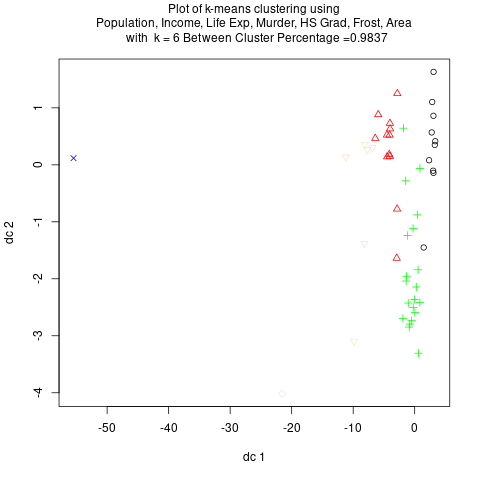 Plot of k-means clustering using
Population, Income, Life Exp, Murder, HS Grad, Frost, Area
with k = 6 Between Cluster Percentage =0.9837
dc 2
1
0
-1
-2
-3
-4
-50
-40
-30
-20
-10
0
dc 1